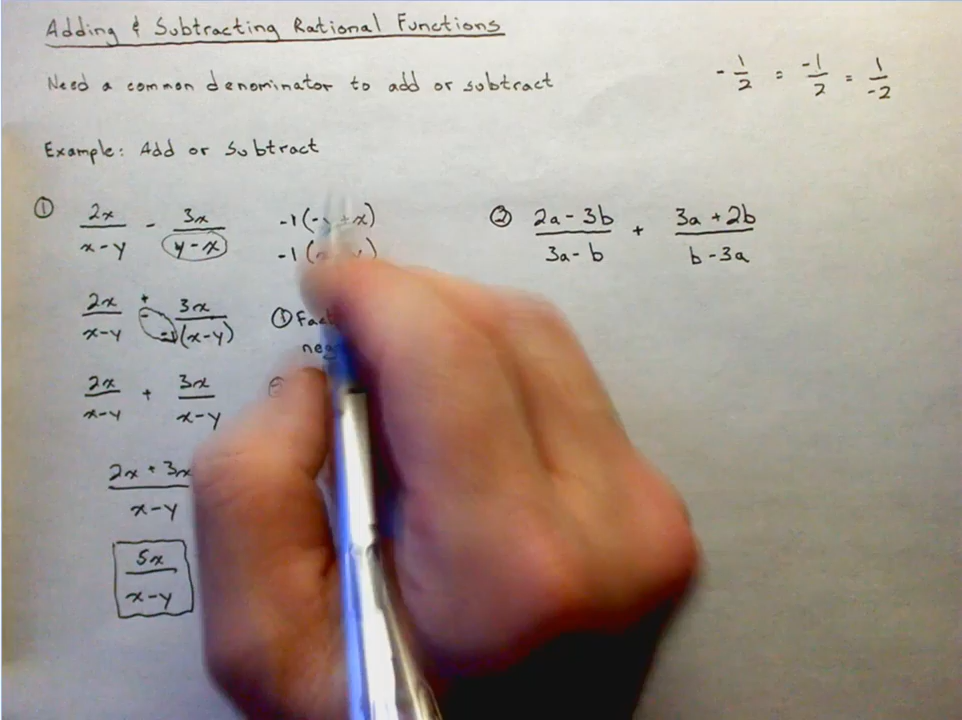 Adding & Subtracting Rational Functions
Need a common denominator to add or subtract
- 1/2 = -1/2 = 1/-2
Example: Add or Subtract
① 2x/(x-y) - 3x/(y-x)
-1(-y+x)
-1(
2x/(x-y) - + 3x/(-1(x-y))
①
2x/(x-y) + 3x/(x-y)
(2x + 3x)/(x-y)
5x/(x-y)
② (2a-3b)/(3a-b) + (3a+2b)/(b-3a)